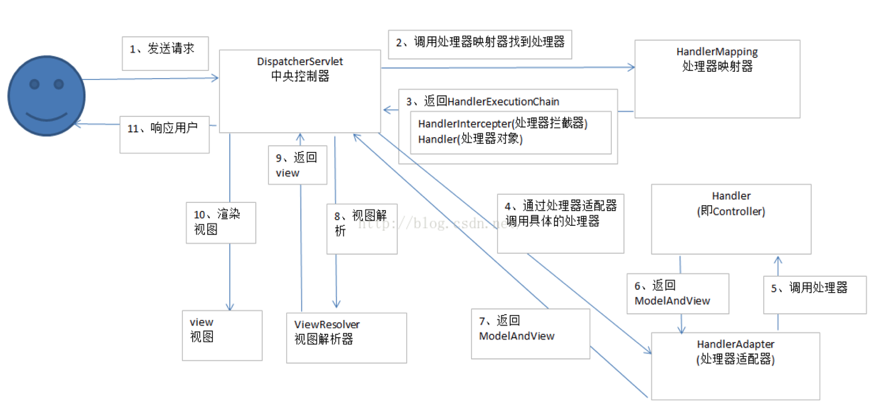 1、发送请求
DispatcherServlet
中央控制器
2、调用处理器映射器找到处理器
HandlerMapping
处理器映射器
3、返回HandlerExecutionChain
HandlerIntercepter(处理器拦截器)
Handler(处理器对象)
11、响应用户
9、返回
view
10、渲染
视图
8、视图解
析
http://blog.csdn.ne
4、通过处理器适配器
调用具体的处理器
Handler
(即Controller)
6、返回
ModelAndView
5、调用处理器
7、返回
ModelAndView
view
视图
ViewResolver
视图解析器
HandlerAdapter
(处理器适配器)